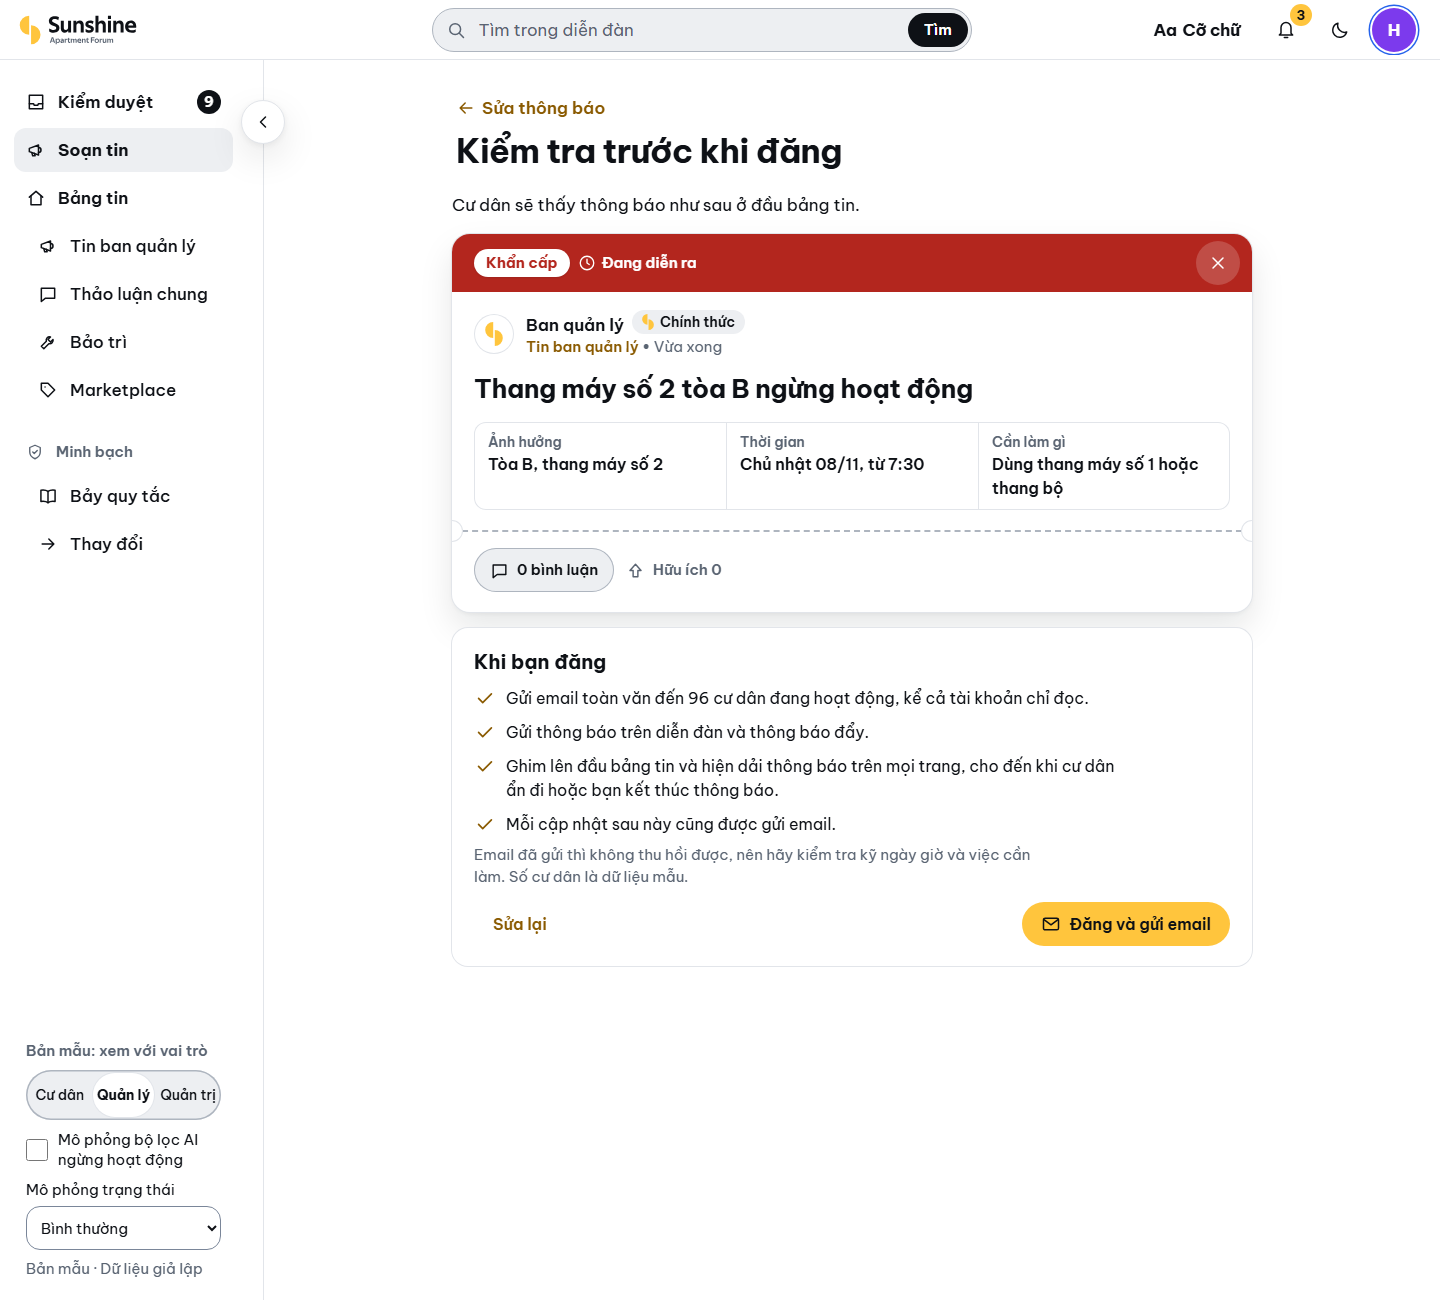 Sunshine
Apartment Forum
Tìm trong diễn đàn
Tìm
Aa Cỡ chữ
3
H
Kiểm duyệt
9
Soạn tin
Bảng tin
Tin ban quản lý
Thảo luận chung
Bảo trì
Marketplace
Minh bạch
Bảy quy tắc
Thay đổi
Sửa thông báo
Kiểm tra trước khi đăng
Cư dân sẽ thấy thông báo như sau ở đầu bảng tin.
Khẩn cấp
Đang diễn ra
Ban quản lý
Chính thức
Tin ban quản lý • Vừa xong
Thang máy số 2 tòa B ngừng hoạt động
Ảnh hưởng
Tòa B, thang máy số 2
Thời gian
Chủ nhật 08/11, từ 7:30
Cần làm gì
Dùng thang máy số 1 hoặc
thang bộ
0 bình luận
Hữu ích 0
Khi bạn đăng
Gửi email toàn văn đến 96 cư dân đang hoạt động, kể cả tài khoản chỉ đọc.
Gửi thông báo trên diễn đàn và thông báo đẩy.
Ghim lên đầu bảng tin và hiện dải thông báo trên mọi trang, cho đến khi cư dân
ẩn đi hoặc bạn kết thúc thông báo.
Mỗi cập nhật sau này cũng được gửi email.
Email đã gửi thì không thu hồi được, nên hãy kiểm tra kỹ ngày giờ và việc cần
làm. Số cư dân là dữ liệu mẫu.
Sửa lại
Đăng và gửi email
Bản mẫu: xem với vai trò
Cư dân
Quản lý
Quản trị
Mô phỏng bộ lọc AI
ngừng hoạt động
Mô phỏng trạng thái
Bình thường
Bản mẫu · Dữ liệu giả lập